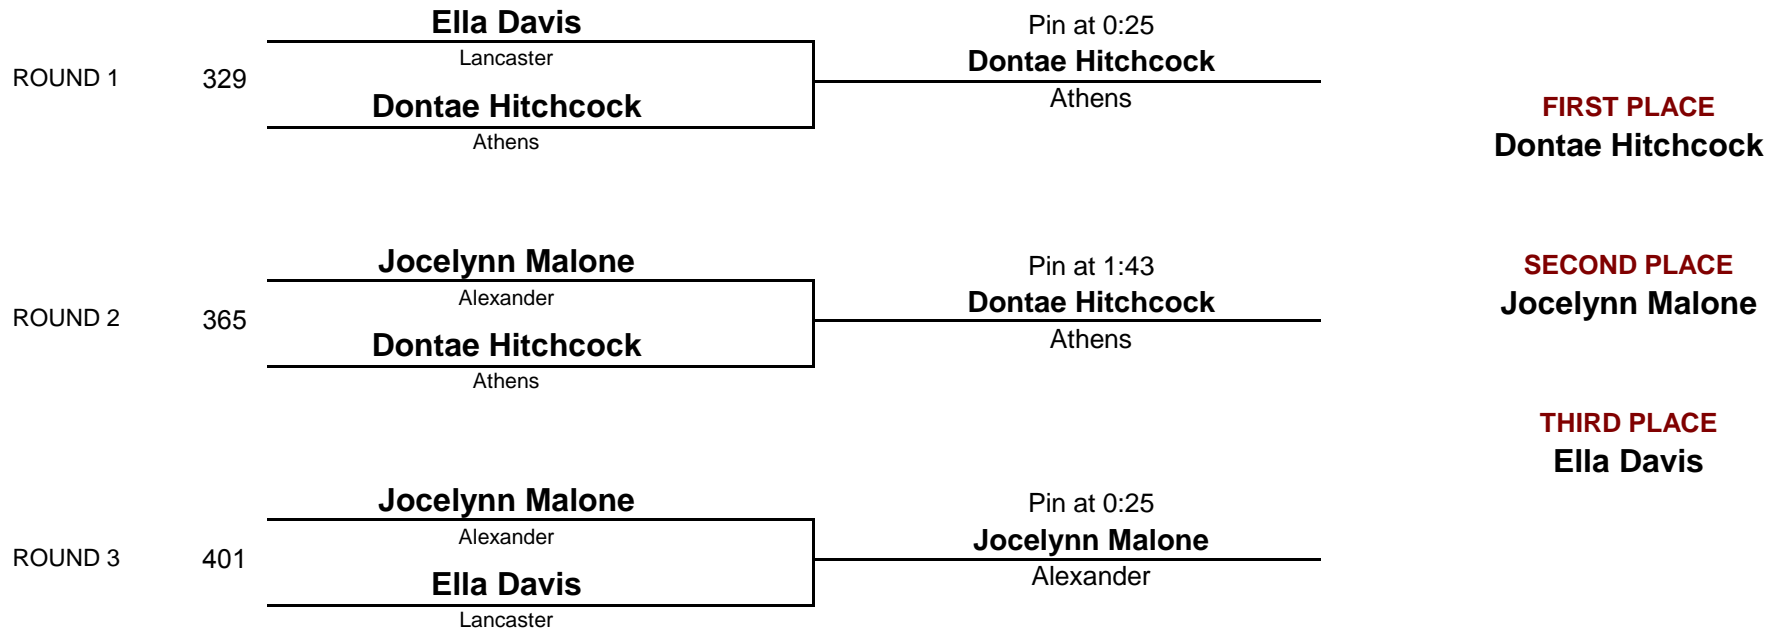 Ella Davis
Pin at 0:25
Lancaster
Dontae Hitchcock
ROUND 1
329
Dontae Hitchcock
Athens
Athens
FIRST PLACE
Dontae Hitchcock
Jocelynn Malone
Pin at 1:43
SECOND PLACE
Alexander
Dontae Hitchcock
Jocelynn Malone
ROUND 2
365
Dontae Hitchcock
Athens
Athens
THIRD PLACE
Ella Davis
Jocelynn Malone
Pin at 0:25
Alexander
Jocelynn Malone
ROUND 3
401
Ella Davis
Alexander
Lancaster